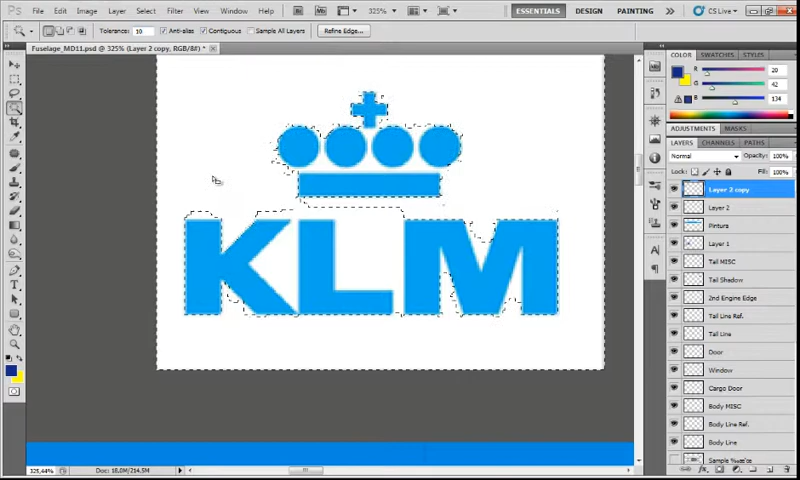 Ps File Edit Image Layer Select Filter View Window Help 325% ESSENTIALS DESIGN PAINTING CS Live
Tolerance: 10 Anti-alias Contiguous Sample All Layers Refine Edge...
Fuselage_MD11.psd @ 325% (Layer 2 copy, RGB/8#) *
COLOR SWATCHES STYLES
R 20
G 42
B 134
ADJUSTMENTS MASKS
LAYERS CHANNELS PATHS
Normal Opacity: 100%
Lock: Fill: 100%
Layer 2 copy
Layer 2
Pintura
Layer 1
Tail MISC
Tail Shadow
2nd Engine Edge
Tail Line Ref.
Tail Line
Door
Window
Cargo Door
Body MISC
Body Line Ref.
Body Line
KLM
325,44% Doc: 18,0M/214,5M